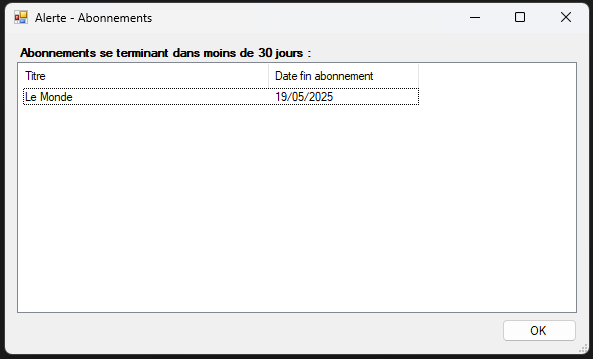 Alerte - Abonnements
Abonnements se terminant dans moins de 30 jours :
Titre Date fin abonnement
Le Monde 19/05/2025
OK